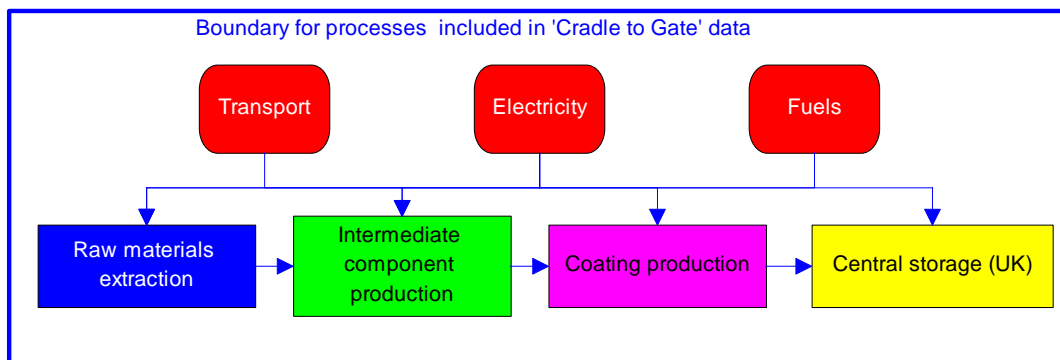 Boundary for processes included in 'Cradle to Gate' data
Transport
Electricity
Fuels
Raw materials
extraction
Intermediate
component
production
Coating production
Central storage (UK)